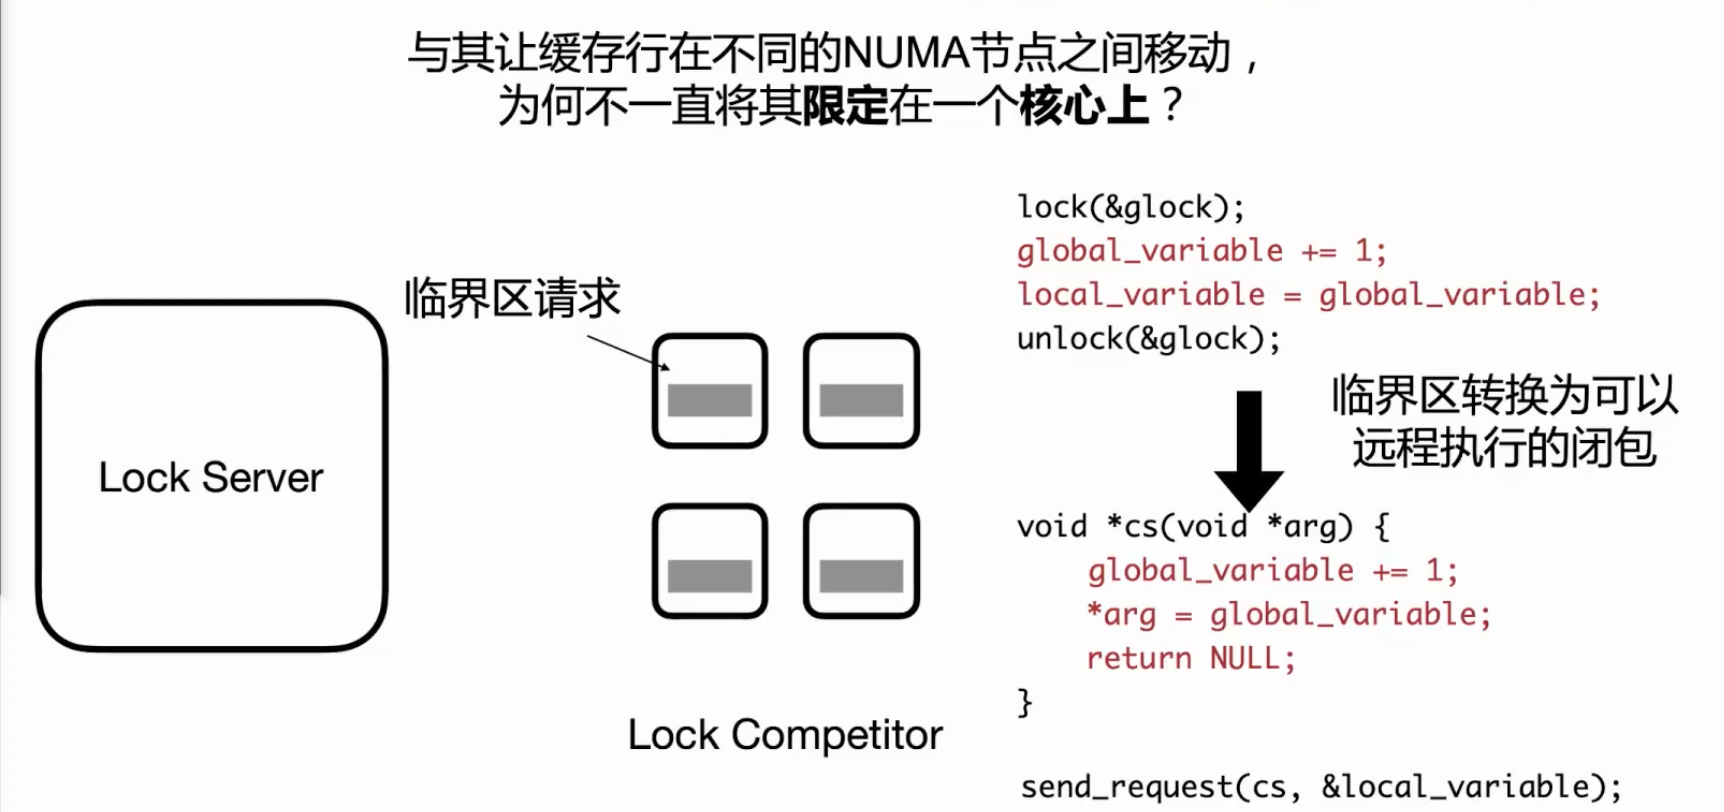 与其让缓存行在不同的NUMA节点之间移动，
为何不一直将其限定在一个核心上？
临界区请求
Lock Server
Lock Competitor
lock(&glock);
global_variable += 1;
local_variable = global_variable;
unlock(&glock);
临界区转换为可以
远程执行的闭包
void *cs(void *arg) {
    global_variable += 1;
    *arg = global_variable;
    return NULL;
}
send_request(cs, &local_variable);